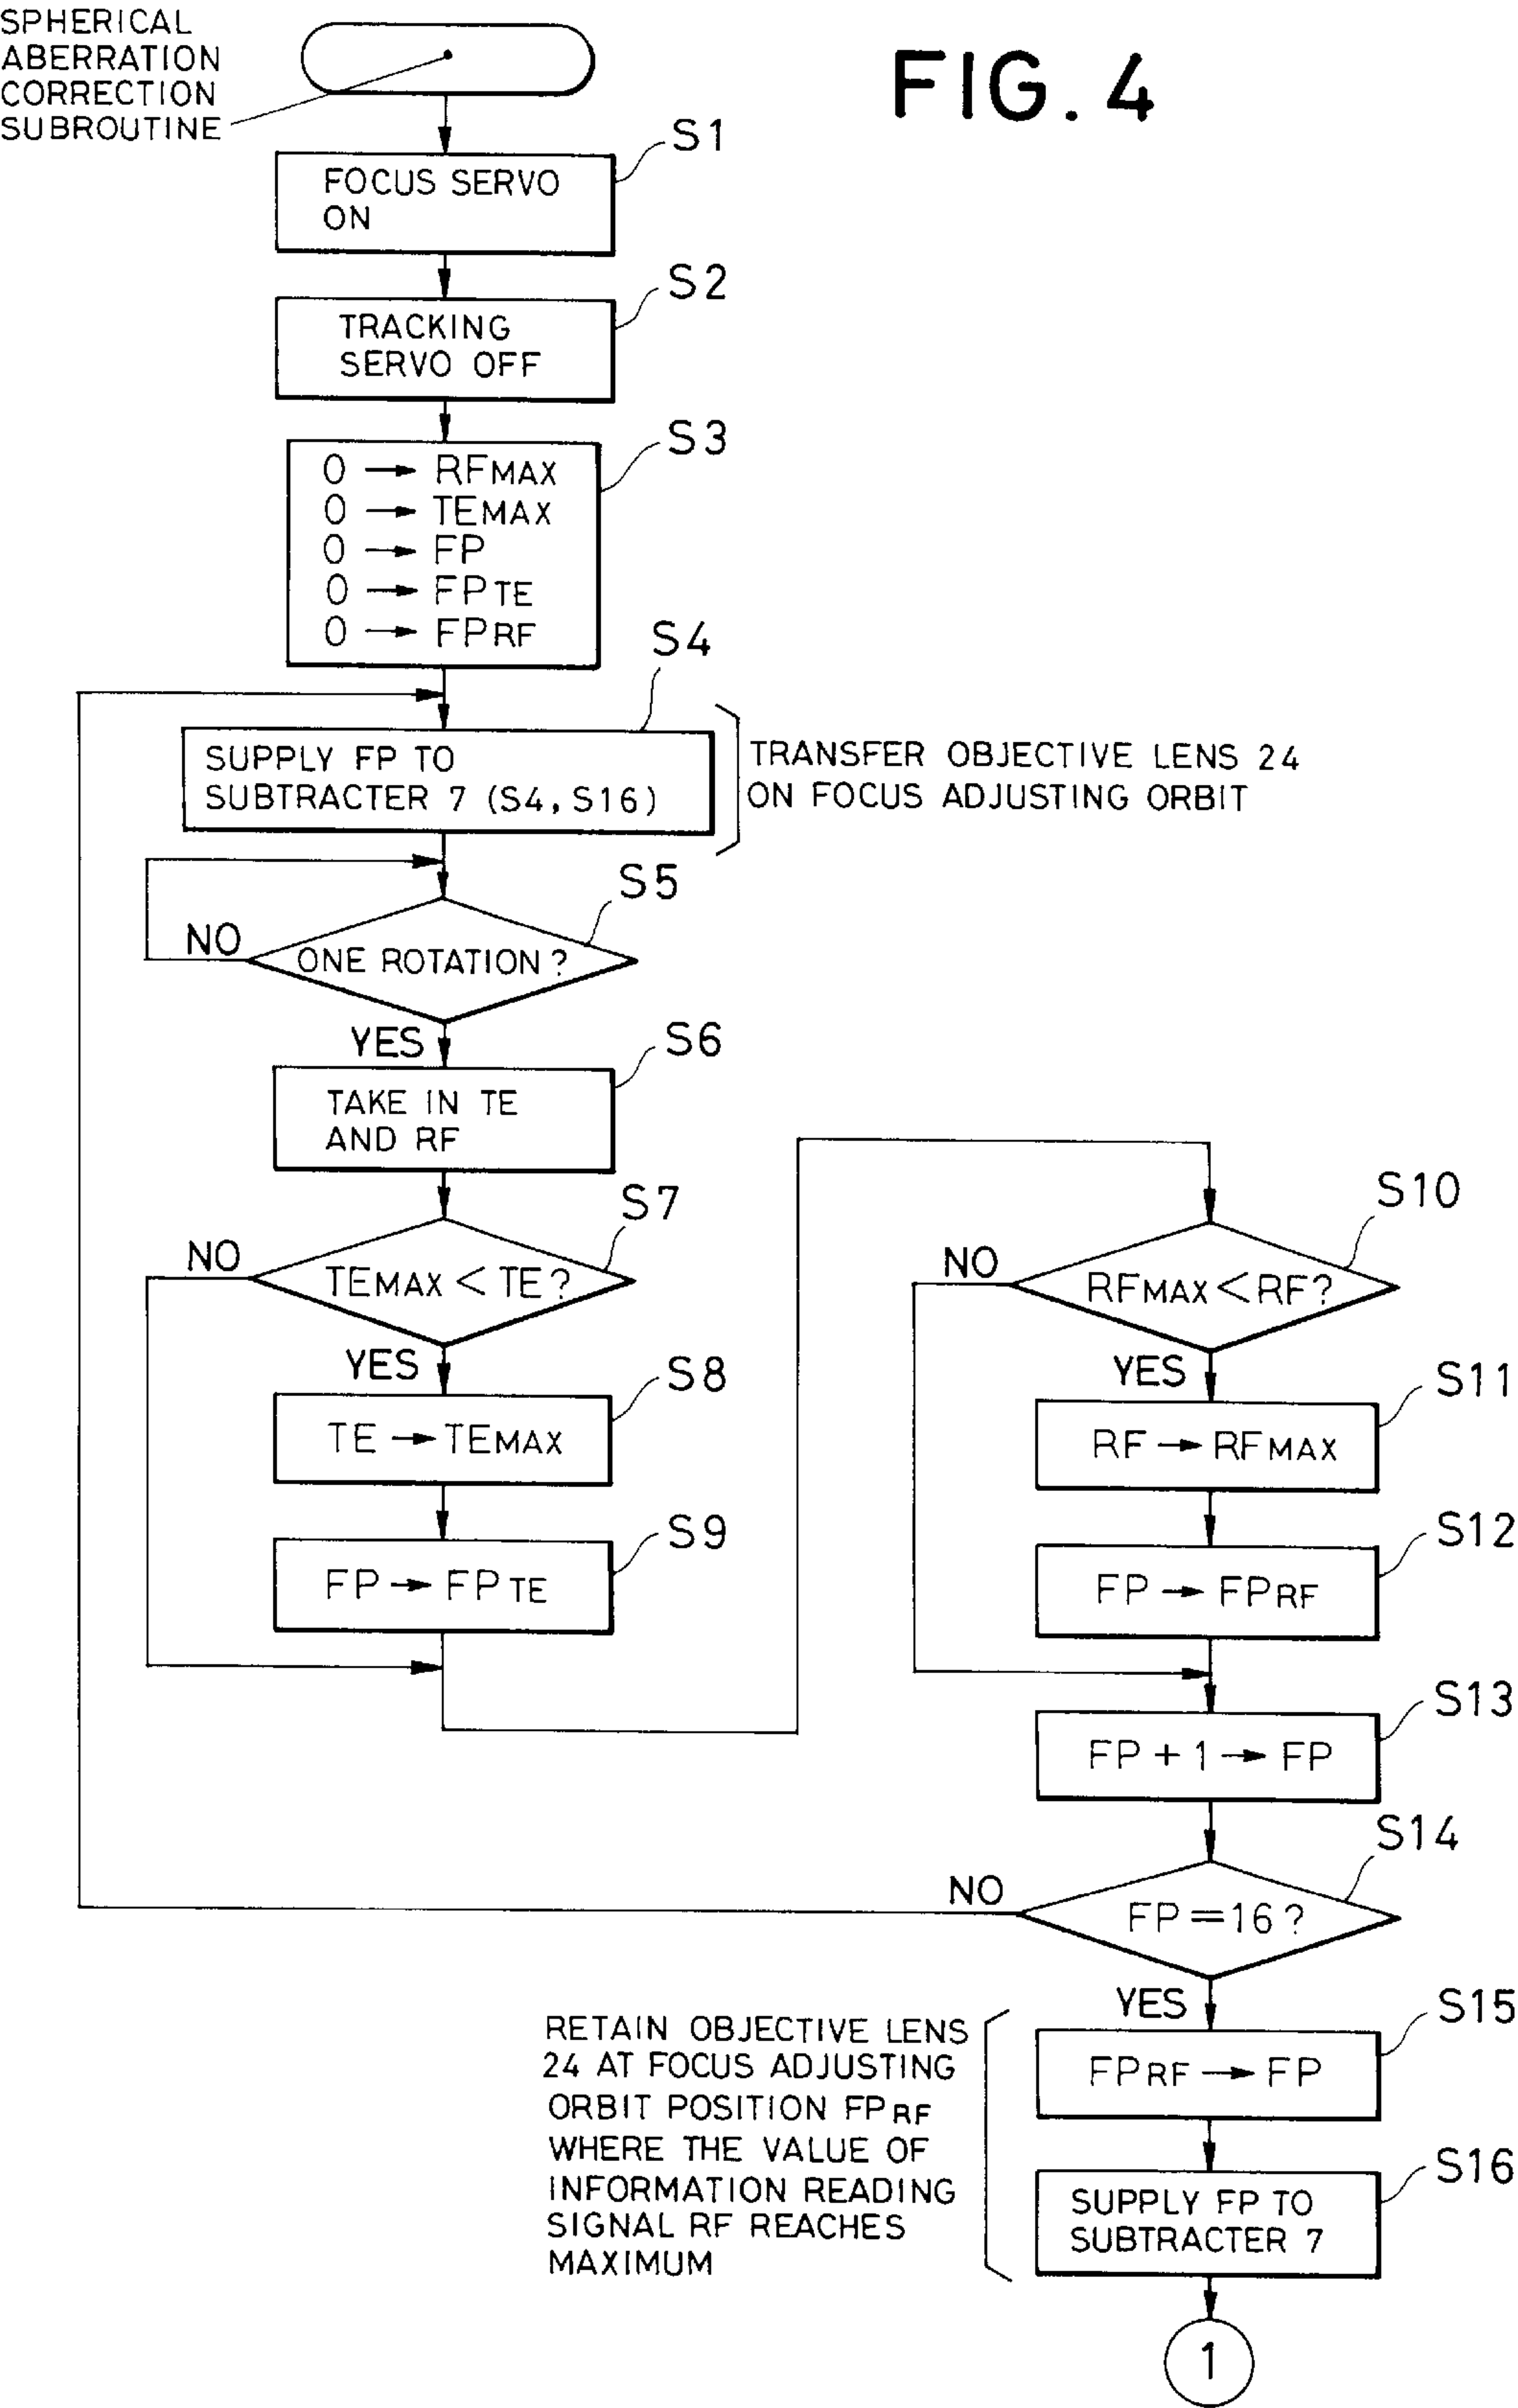 SPHERICAL
ABERRATION
CORRECTION
SUBROUTINE
FIG. 4
S1
FOCUS SERVO
ON
S2
TRACKING
SERVO OFF
S3
0 → RFMAX
0 → TEMAX
0 → FP
0 → FPTE
0 → FPRF
S4
SUPPLY FP TO
SUBTRACTER 7 (S4, S16)
TRANSFER OBJECTIVE LENS 24
ON FOCUS ADJUSTING ORBIT
S5
NO
ONE ROTATION?
YES
S6
TAKE IN TE
AND RF
S7
NO
TEMAX < TE?
YES
S8
TE → TEMAX
S9
FP → FPTE
S10
NO
RFMAX < RF?
YES
S11
RF → RFMAX
S12
FP → FPRF
S13
FP + 1 → FP
S14
NO
FP = 16?
YES
S15
FPRF → FP
RETAIN OBJECTIVE LENS
24 AT FOCUS ADJUSTING
ORBIT POSITION FPRF
WHERE THE VALUE OF
INFORMATION READING
SIGNAL RF REACHES
MAXIMUM
S16
SUPPLY FP TO
SUBTRACTER 7
1